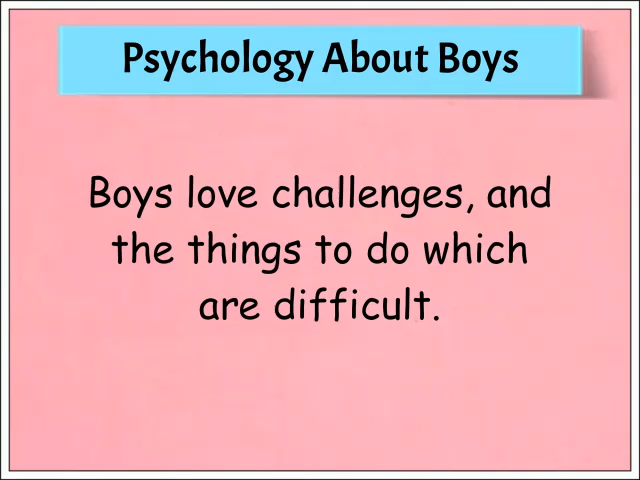 Psychology About Boys
Boys love challenges, and
the things to do which
are difficult.